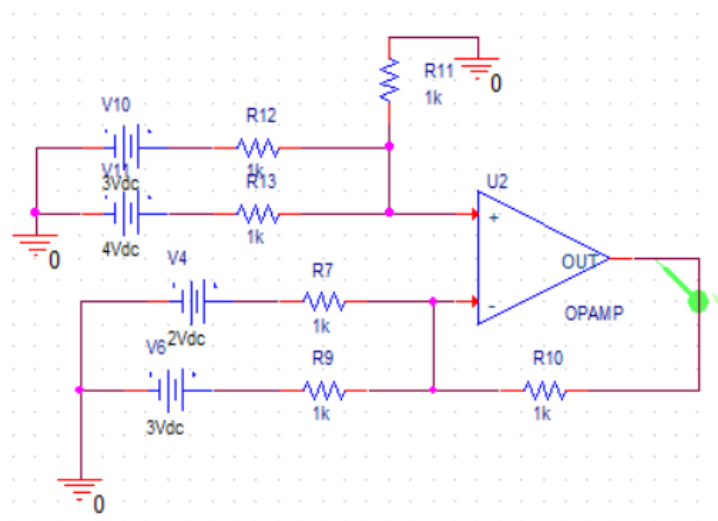 R11
1k
0
V10
3Vdc
R12
1k
V11
4Vdc
R13
1k
0
U2
+
-
OUT
OPAMP
V4
2Vdc
R7
1k
V6
3Vdc
R9
1k
R10
1k
0